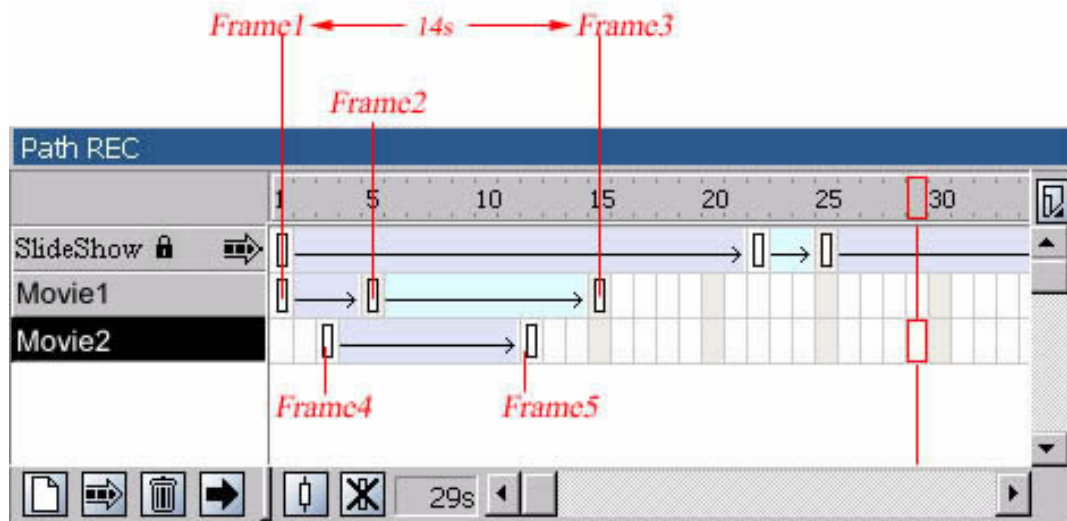 Frame1 14s Frame3
Frame2
Path REC
1 5 10 15 20 25 30
SlideShow
Movie1
Movie2
Frame4 Frame5
29s